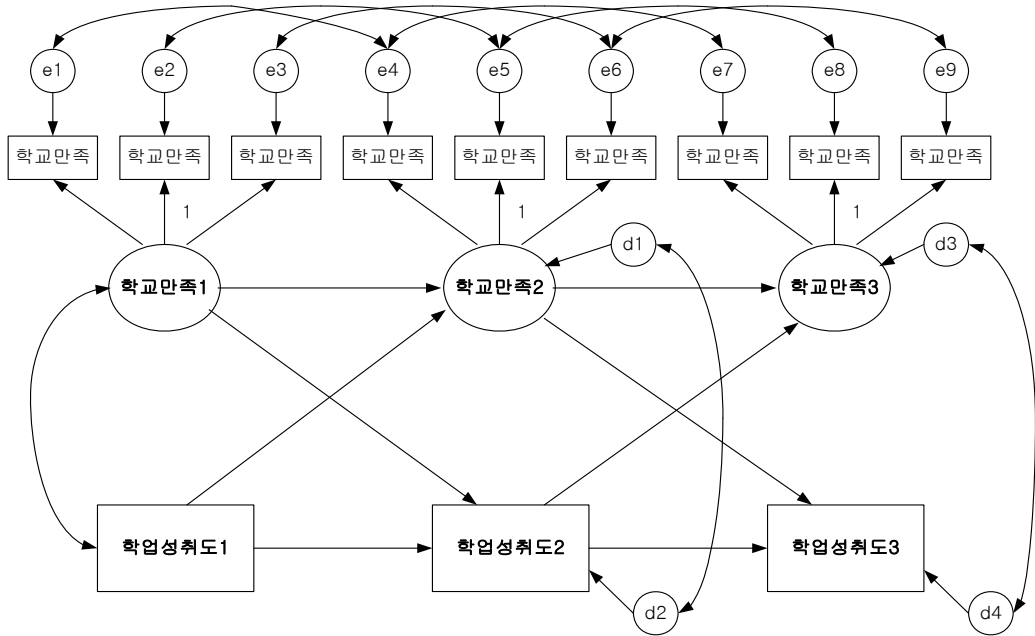 e1 e2 e3 e4 e5 e6 e7 e8 e9
학교만족 학교만족 학교만족 학교만족 학교만족 학교만족 학교만족 학교만족 학교만족
1 1 1
d1 d3
학교만족1 학교만족2 학교만족3
학업성취도1 학업성취도2 학업성취도3
d2 d4